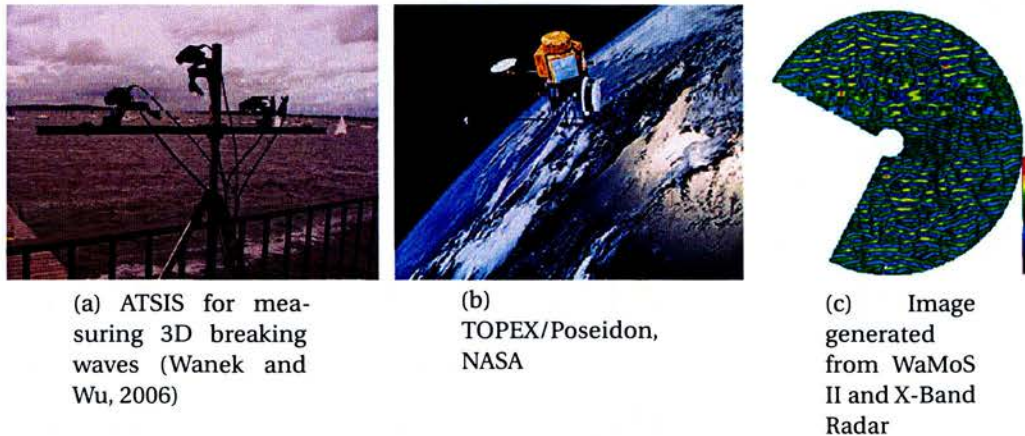 (a) ATSIS for mea-
suring 3D breaking
waves (Wanek and
Wu, 2006)
(b)
TOPEX/Poseidon,
NASA
(c) Image
generated
from WaMoS
II and X-Band
Radar